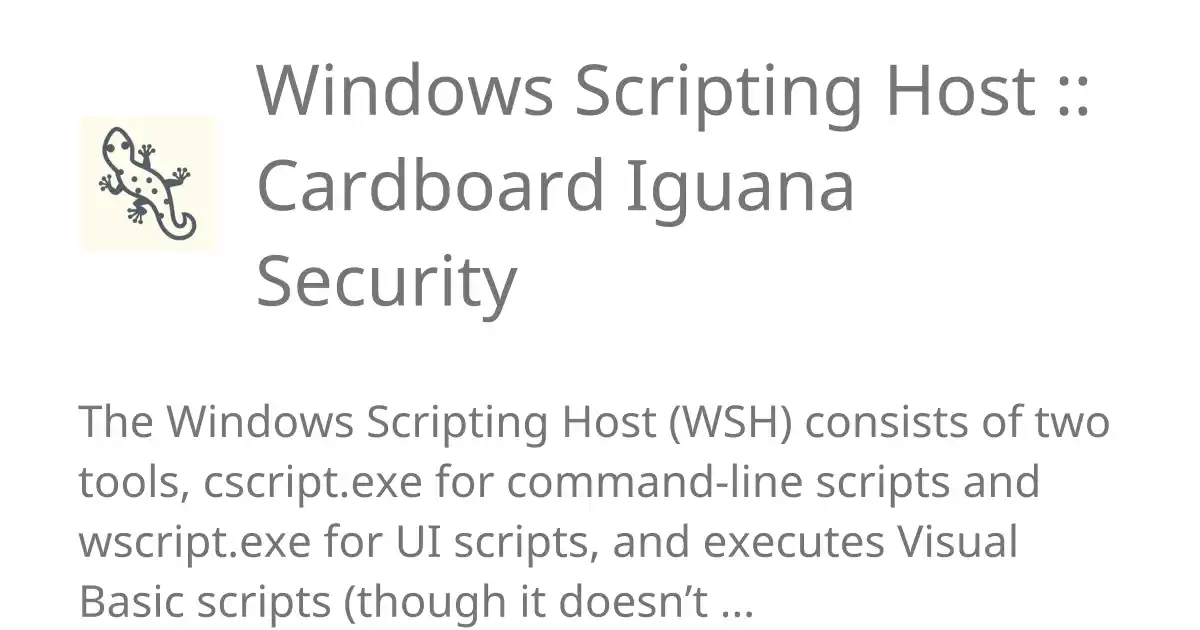 Windows Scripting Host ::
Cardboard Iguana
Security
The Windows Scripting Host (WSH) consists of two
tools, cscript.exe for command-line scripts and
wscript.exe for UI scripts, and executes Visual
Basic scripts (though it doesn’t ...